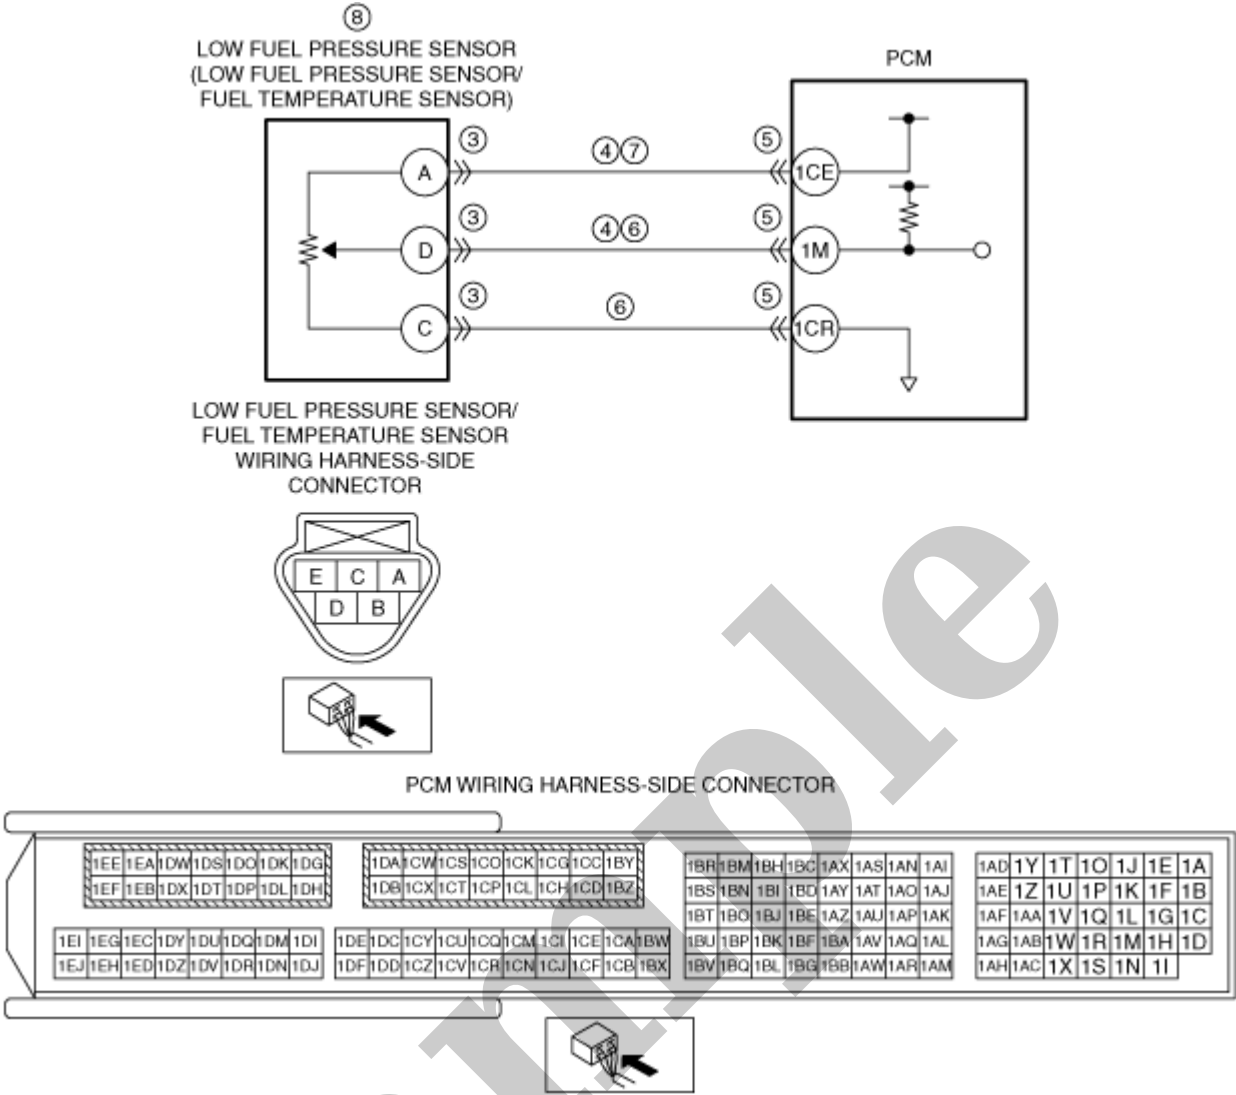 ⑧
LOW FUEL PRESSURE SENSOR
(LOW FUEL PRESSURE SENSOR/
FUEL TEMPERATURE SENSOR)
PCM
A ③ ④⑦ ⑤ 1CE
D ③ ④⑥ ⑤ 1M
C ③ ⑥ ⑤ 1CR
LOW FUEL PRESSURE SENSOR/
FUEL TEMPERATURE SENSOR
WIRING HARNESS-SIDE
CONNECTOR
E C A
D B
PCM WIRING HARNESS-SIDE CONNECTOR
1EE 1EA 1DW 1DS 1DO 1DK 1DG 1DA 1CW 1CS 1CO 1CK 1CG 1CC 1BY 1BR 1BM 1BH 1BC 1AX 1AS 1AN 1AI 1AD 1Y 1T 1O 1J 1E 1A
1EF 1EB 1DX 1DT 1DP 1DL 1DH 1DB 1CX 1CT 1CP 1CL 1CH 1CD 1BZ 1BS 1BN 1BI 1BD 1AY 1AT 1AO 1AJ 1AE 1Z 1U 1P 1K 1F 1B
1BT 1BO 1BJ 1BE 1AZ 1AU 1AP 1AK 1AF 1AA 1V 1Q 1L 1G 1C
1EI 1EG 1EC 1DY 1DU 1DQ 1DM 1DI 1DE 1DC 1CY 1CU 1CQ 1CM 1CI 1CE 1CA 1BW 1BU 1BP 1BK 1BF 1BA 1AV 1AQ 1AL 1AG 1AB 1W 1R 1M 1H 1D
1EJ 1EH 1ED 1DZ 1DV 1DR 1DN 1DJ 1DF 1DD 1CZ 1CV 1CR 1CN 1CJ 1CF 1CB 1BX 1BV 1BQ 1BL 1BG 1BB 1AW 1AR 1AM 1AH 1AC 1X 1S 1N 1I
mple